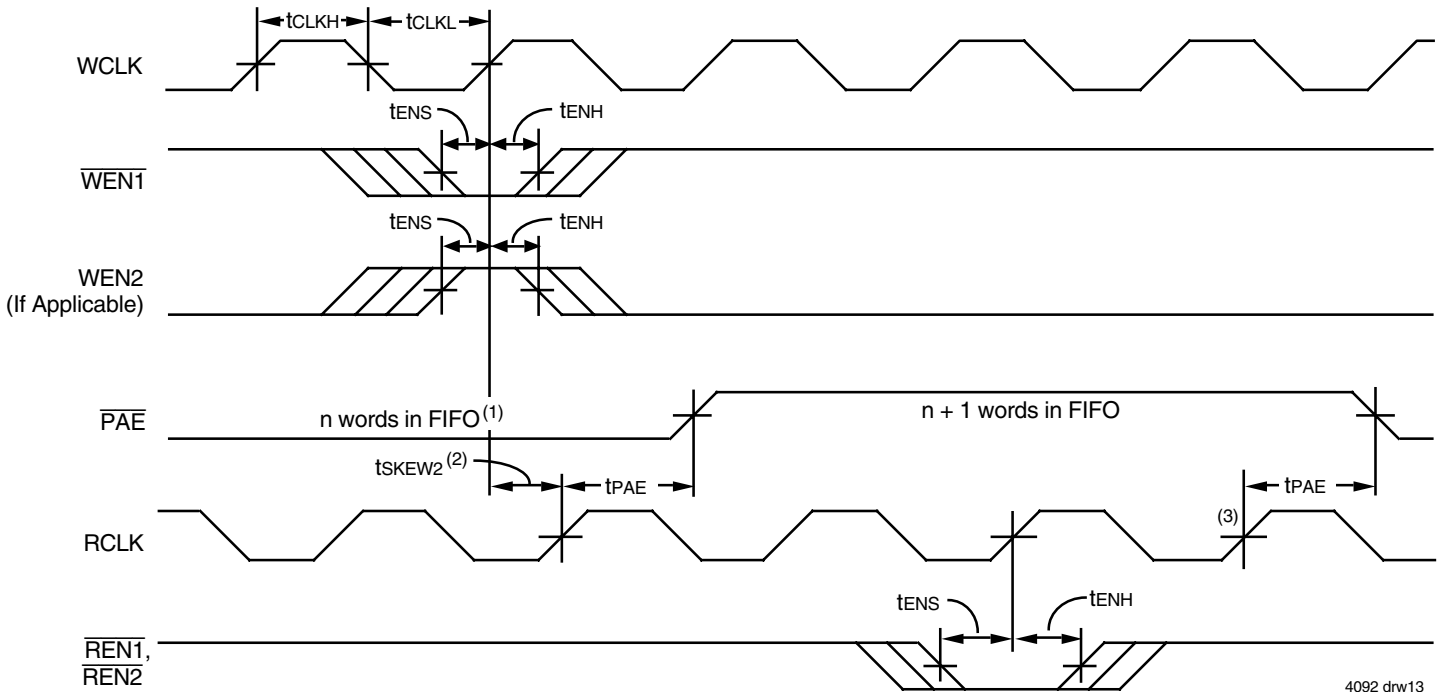 tCLKH tCLKL
WCLK
tENS tENH
WEN1
tENS tENH
WEN2
(If Applicable)
PAE n words in FIFO(1) n + 1 words in FIFO
tSKEW2(2) tPAE tPAE
RCLK (3)
tENS tENH
REN1,
REN2
4092 drw13